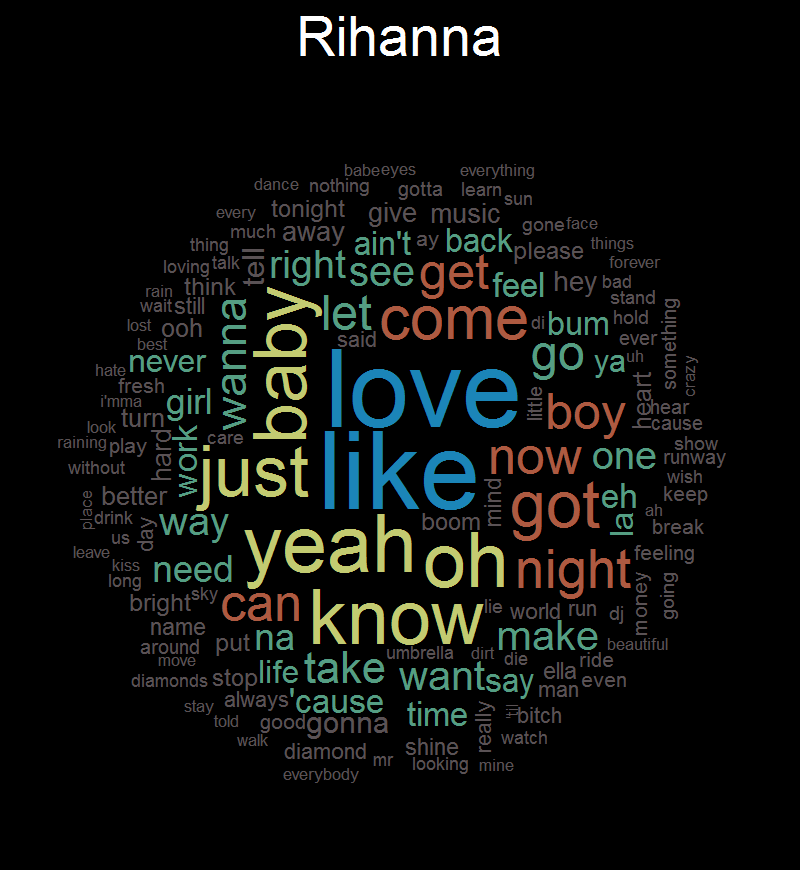 Rihanna
babe eyes everything
dance nothing gotta learn sun
every tonight give music gone face
much away ain't ay back please things
thing right see get feel hey forever
loving talk tell bad
rain think let come stand
wait still di bum hold
lost ooh said ever
best baby love go ya uh something
hate never wanna crazy
fresh girl little boy heart
i'mma hear
look turn cause
raining play care now one show
without hard work just like runway
wish
place better mind got eh keep
drink way boom la ah
us day yeah oh break
leave kiss need night feeling
long
bright sky can know lie world run dj money going
name na make
around put umbrella dirt beautiful
move life take want say die ride
diamonds stop ella even
stay always 'cause man
told good gonna time really till bitch
walk diamond shine watch
mr looking mine
everybody